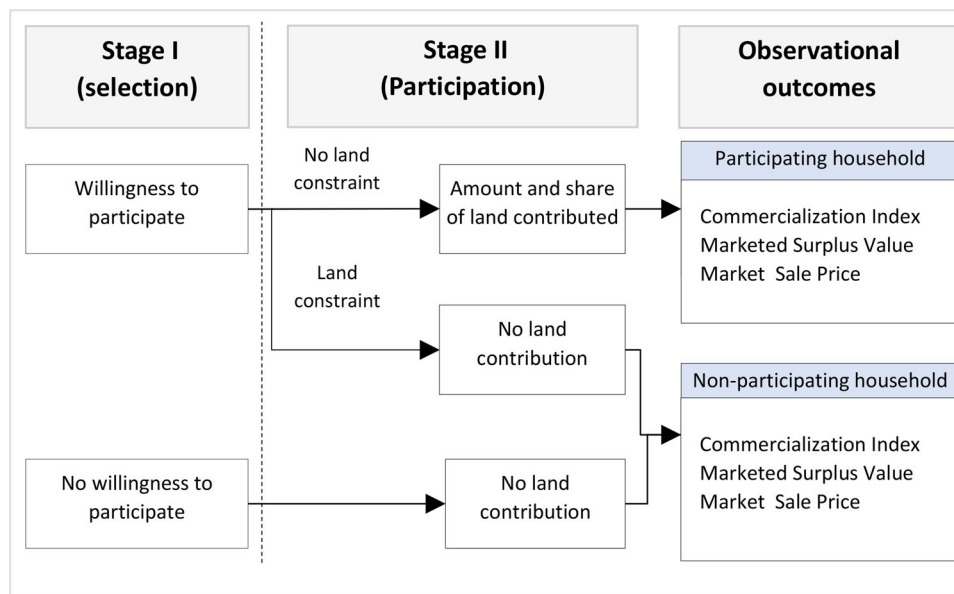 Stage I
(selection)
Stage II
(Participation)
Observational
outcomes
Willingness to
participate
No land
constraint
Amount and share
of land contributed
Participating household
Commercialization Index
Marketed Surplus Value
Market Sale Price
Land
constraint
No land
contribution
Non-participating household
Commercialization Index
Marketed Surplus Value
Market Sale Price
No willingness to
participate
No land
contribution